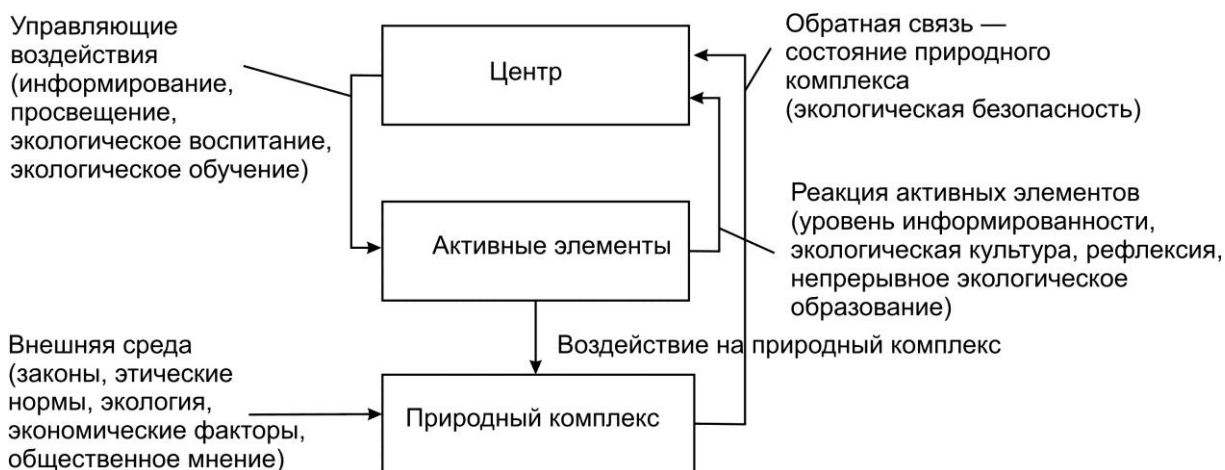 Управляющие
воздействия
(информирование,
просвещение,
экологическое воспитание,
экологическое обучение)
Центр
Обратная связь —
состояние природного
комплекса
(экологическая безопасность)
Активные элементы
Реакция активных элементов
(уровень информированности,
экологическая культура, рефлексия,
непрерывное экологическое
образование)
Воздействие на природный комплекс
Внешняя среда
(законы, этические
нормы, экология,
экономические факторы,
общественное мнение)
Природный комплекс